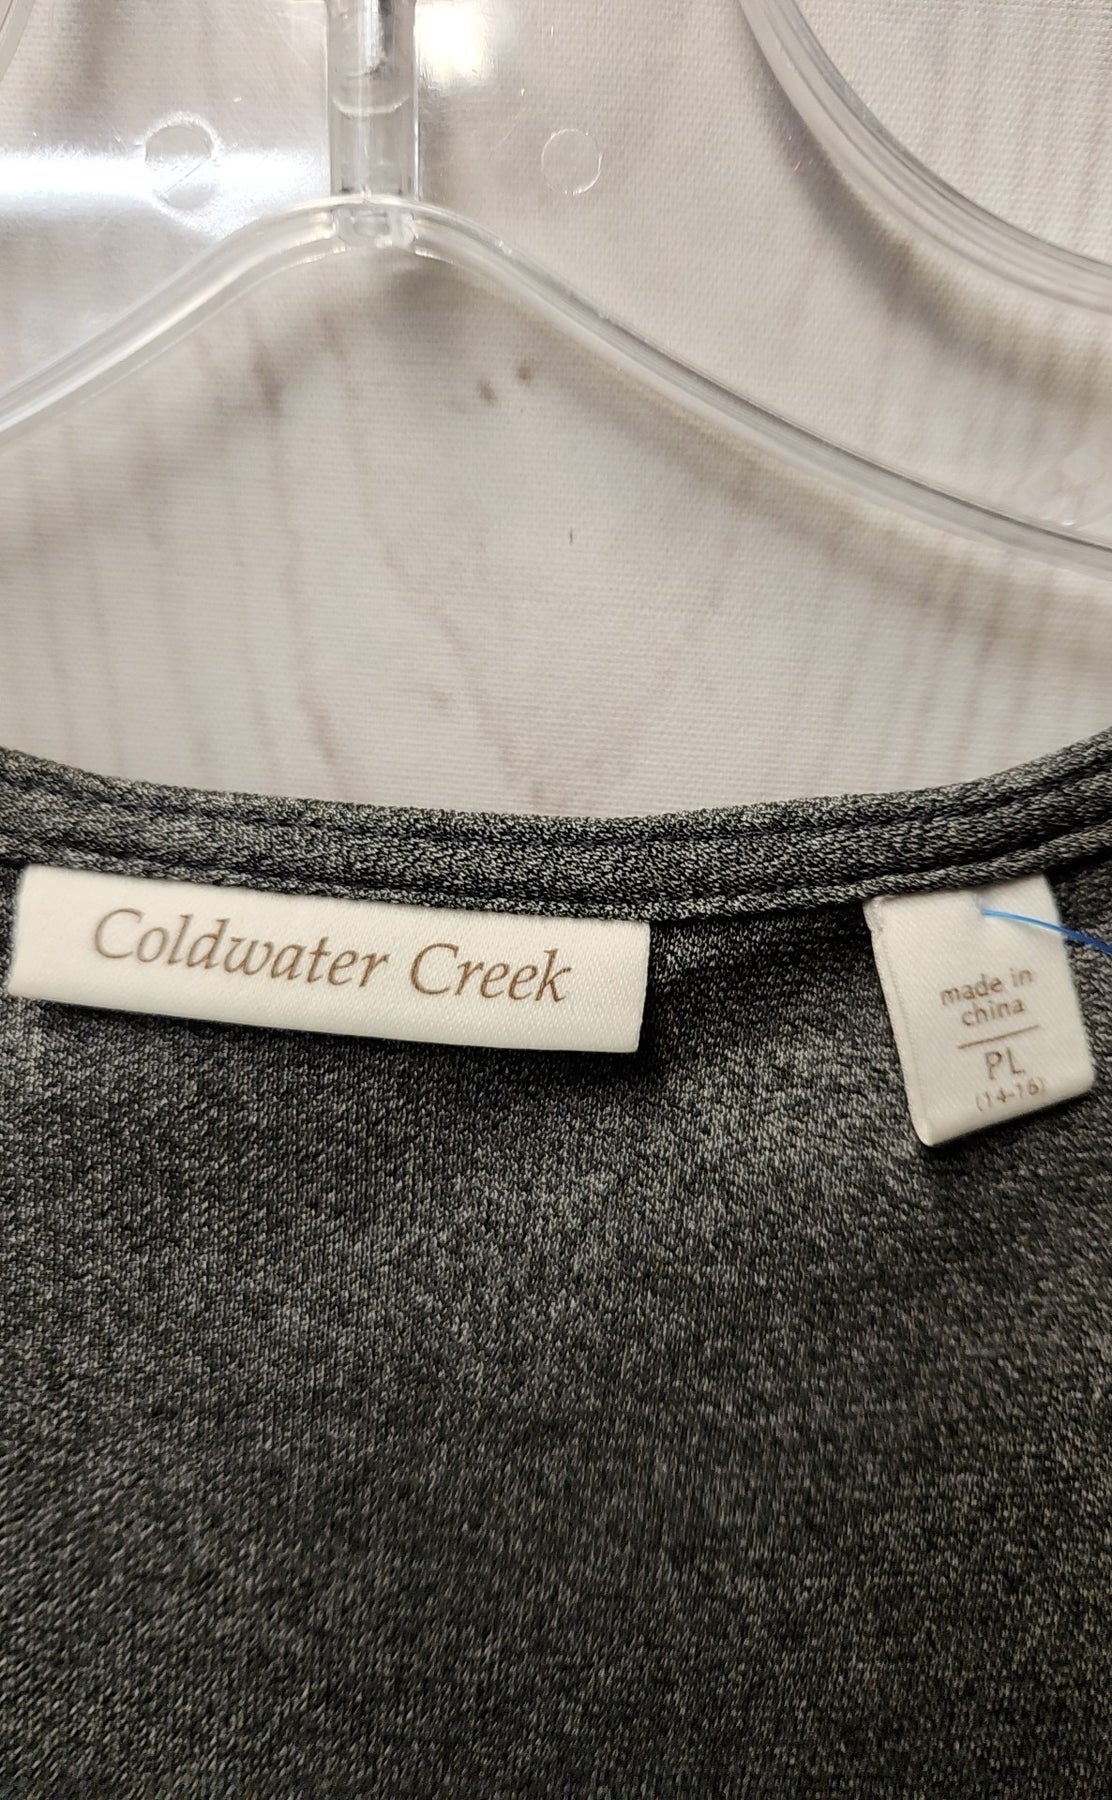 Coldwater Creek
made in
china
PL
(14-16)